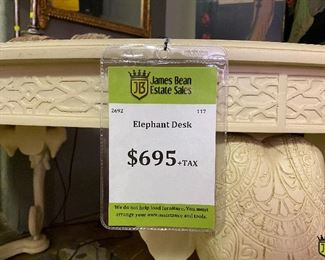 JB
James Bean
Estate Sales
2692 117
Elephant Desk
$695+TAX
We do not help load furniture. You must
arrange your own assistance and tools.